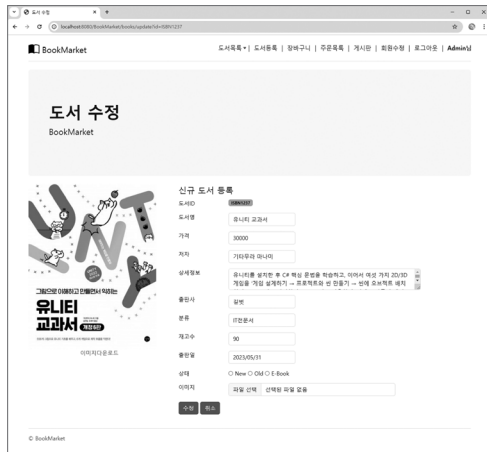 도서 수정
localhost:8080/BookMarket/books/update?id=ISBN1237
BookMarket
도서목록 | 도서등록 | 장바구니 | 주문목록 | 게시판 | 회원수정 | 로그아웃 | Admin님
도서 수정
BookMarket
신규 도서 등록
도서ID ISBN1237
도서명 유니티 교과서
가격 30000
저자 기타무라 마나미
상세정보 유니티를 설치한 후 C# 핵심 문법을 학습하고, 이어서 여섯 가지 2D/3D
게임을 '게임 설계하기 → 프로젝트와 씬 만들기 → 씬에 오브젝트 배치
출판사 길벗
분류 IT전문서
재고수 90
출판일 2023/05/31
상태 New Old E-Book
이미지 파일 선택 선택된 파일 없음
수정 취소
UNIT
그림으로 이해하고 만들면서 익히는
유니티
교과서 개정6판
이미지다운로드
© BookMarket